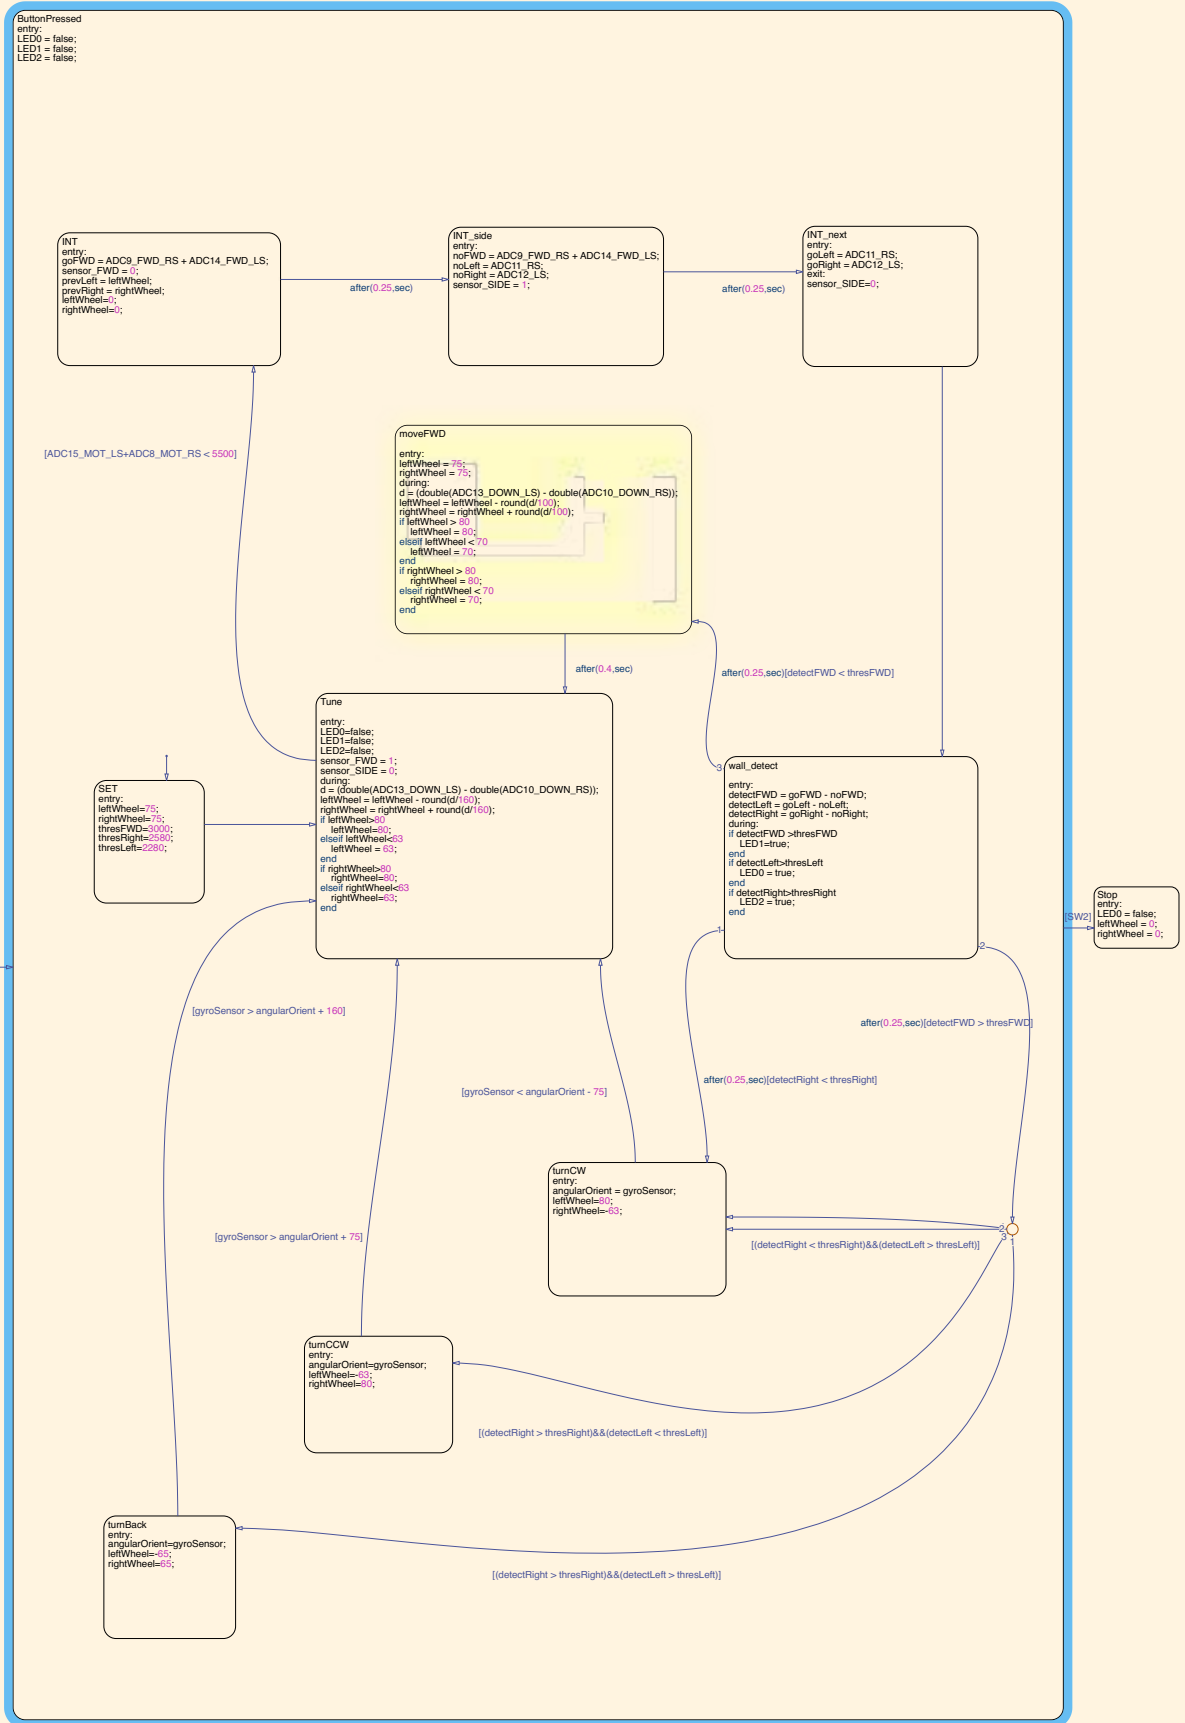 ButtonPressed
entry:
LED0 = false;
LED1 = false;
LED2 = false;
INT
entry:
goFWD = ADC9_FWD_RS + ADC14_FWD_LS;
sensor_FWD = 0;
prevLeft = leftWheel;
prevRight = rightWheel;
leftWheel=0;
rightWheel=0;
after(0.25,sec)
INT_side
entry:
noFWD = ADC9_FWD_RS + ADC14_FWD_LS;
noLeft = ADC11_RS;
noRight = ADC12_LS;
sensor_SIDE = 1;
after(0.25,sec)
INT_next
entry:
goLeft = ADC11_RS;
goRight = ADC12_LS;
exit:
sensor_SIDE=0;
[ADC15_MOT_LS+ADC8_MOT_RS < 5500]
moveFWD
entry:
leftWheel = 75;
rightWheel = 75;
during:
d = (double(ADC13_DOWN_LS) - double(ADC10_DOWN_RS));
leftWheel = leftWheel - round(d/100);
rightWheel = rightWheel + round(d/100);
if leftWheel > 80
leftWheel = 80;
elseif leftWheel < 70
leftWheel = 70;
end
if rightWheel > 80
rightWheel = 80;
elseif rightWheel < 70
rightWheel = 70;
end
after(0.4,sec)
after(0.25,sec)[detectFWD < thresFWD]
Tune
entry:
LED0=false;
LED1=false;
LED2=false;
sensor_FWD = 1;
sensor_SIDE = 0;
during:
d = (double(ADC13_DOWN_LS) - double(ADC10_DOWN_RS));
leftWheel = leftWheel - round(d/160);
rightWheel = rightWheel + round(d/160);
if leftWheel>80
leftWheel=80;
elseif leftWheel<63
leftWheel = 63;
end
if rightWheel>80
rightWheel=80;
elseif rightWheel<63
rightWheel=63;
end
SET
entry:
leftWheel=75;
rightWheel=75;
thresFWD=3000;
thresRight=2580;
thresLeft=2280;
3
wall_detect
entry:
detectFWD = goFWD - noFWD;
detectLeft = goLeft - noLeft;
detectRight = goRight - noRight;
during:
if detectFWD >thresFWD
LED1=true;
end
if detectLeft>thresLeft
LED0 = true;
end
if detectRight>thresRight
LED2 = true;
end
1
2
[SW2]
Stop
entry:
LED0 = false;
leftWheel = 0;
rightWheel = 0;
[gyroSensor > angularOrient + 160]
after(0.25,sec)[detectFWD > thresFWD]
[gyroSensor < angularOrient - 75]
after(0.25,sec)[detectRight < thresRight]
turnCW
entry:
angularOrient = gyroSensor;
leftWheel=80;
rightWheel=-63;
2
3
1
[(detectRight < thresRight)&&(detectLeft > thresLeft)]
[gyroSensor > angularOrient + 75]
turnCCW
entry:
angularOrient=gyroSensor;
leftWheel=-63;
rightWheel=80;
[(detectRight > thresRight)&&(detectLeft < thresLeft)]
turnBack
entry:
angularOrient=gyroSensor;
leftWheel=-65;
rightWheel=65;
[(detectRight > thresRight)&&(detectLeft > thresLeft)]